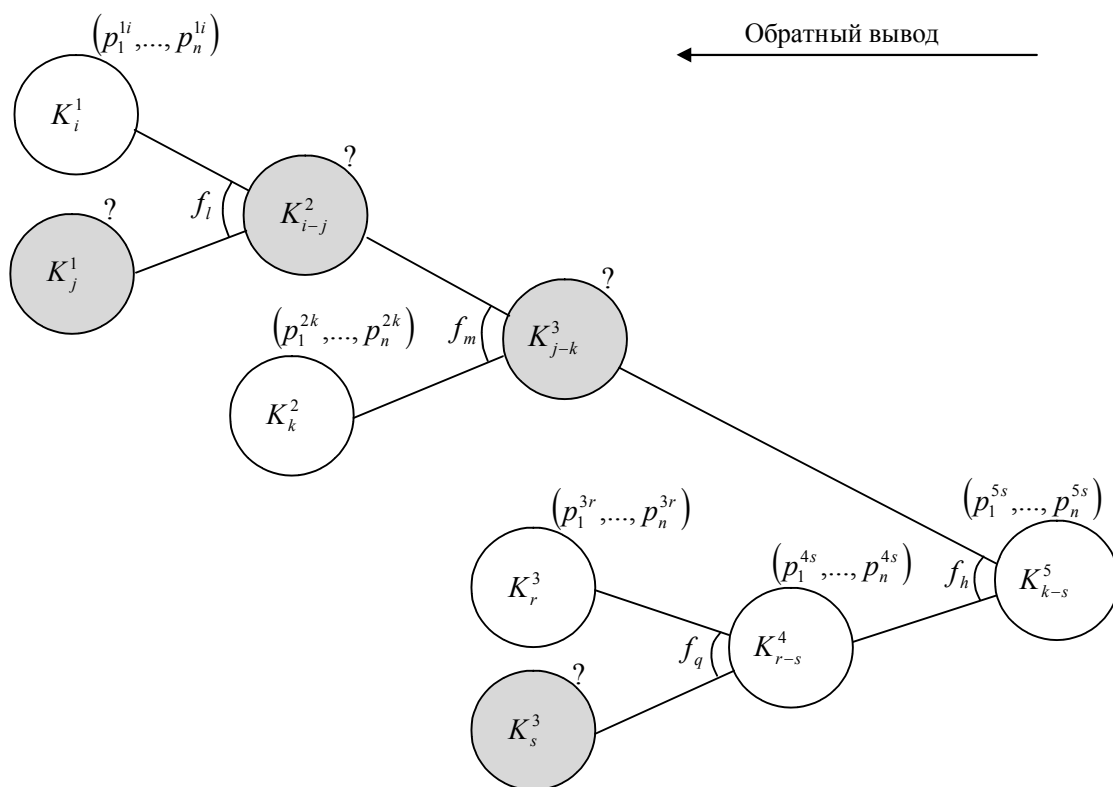 (p_1^{1i},..., p_n^{1i})
Обратный вывод
K_i^1
?
K_{i-j}^2
f_l
?
K_j^1
?
K_{j-k}^3
(p_1^{2k},..., p_n^{2k})
f_m
K_k^2
(p_1^{3r},..., p_n^{3r})
(p_1^{5s},..., p_n^{5s})
(p_1^{4s},..., p_n^{4s})
f_h
K_{k-s}^5
K_r^3
f_q
K_{r-s}^4
?
K_s^3